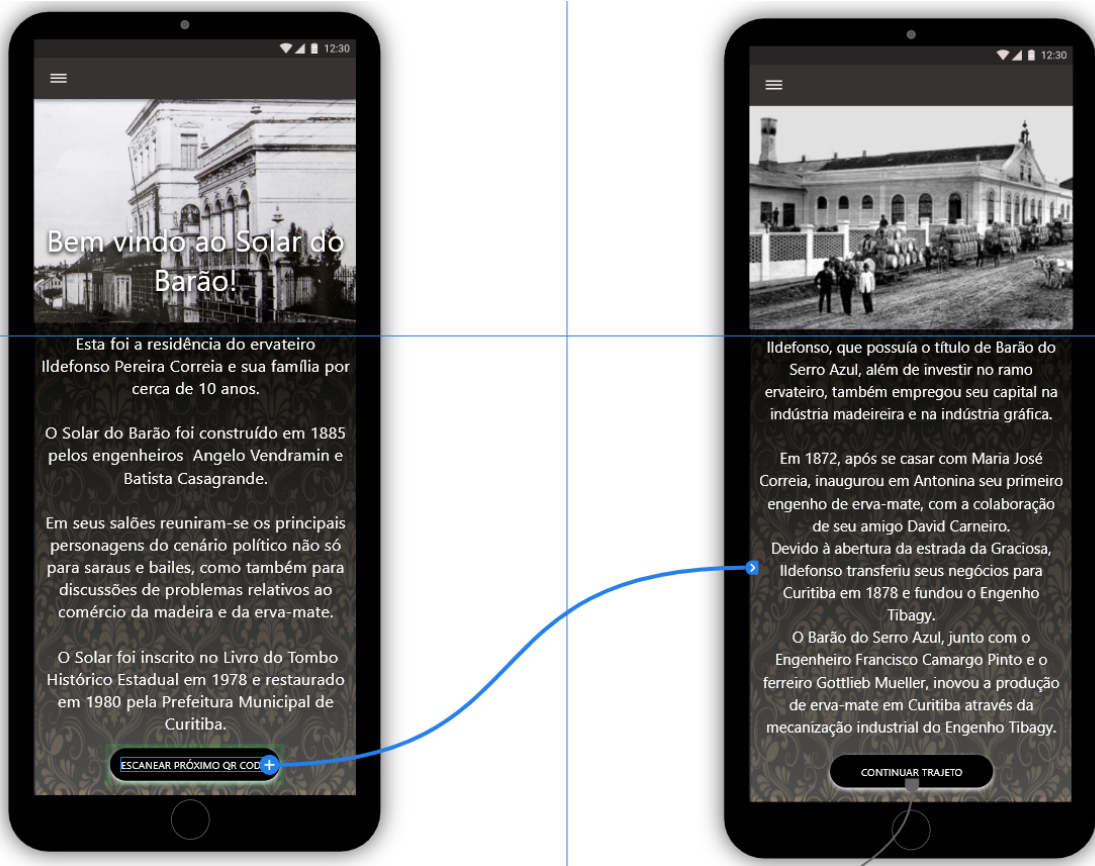 12:30
Bem vindo ao Solar do
Barão!
Esta foi a residência do ervateiro
Ildefonso Pereira Correia e sua família por
cerca de 10 anos.
O Solar do Barão foi construído em 1885
pelos engenheiros Angelo Vendramin e
Batista Casagrande.
Em seus salões reuniram-se os principais
personagens do cenário político não só
para saraus e bailes, como também para
discussões de problemas relativos ao
comércio da madeira e da erva-mate.
O Solar foi inscrito no Livro do Tombo
Histórico Estadual em 1978 e restaurado
em 1980 pela Prefeitura Municipal de
Curitiba.
ESCANEAR PRÓXIMO QR COD
12:30
Ildefonso, que possuía o título de Barão do
Serro Azul, além de investir no ramo
ervateiro, também empregou seu capital na
indústria madeireira e na indústria gráfica.
Em 1872, após se casar com Maria José
Correia, inaugurou em Antonina seu primeiro
engenho de erva-mate, com a colaboração
de seu amigo David Carneiro.
Devido à abertura da estrada da Graciosa,
Ildefonso transferiu seus negócios para
Curitiba em 1878 e fundou o Engenho
Tibagy.
O Barão do Serro Azul, junto com o
Engenheiro Francisco Camargo Pinto e o
ferreiro Gottlieb Mueller, inovou a produção
de erva-mate em Curitiba através da
mecanização industrial do Engenho Tibagy.
CONTINUAR TRAJETO